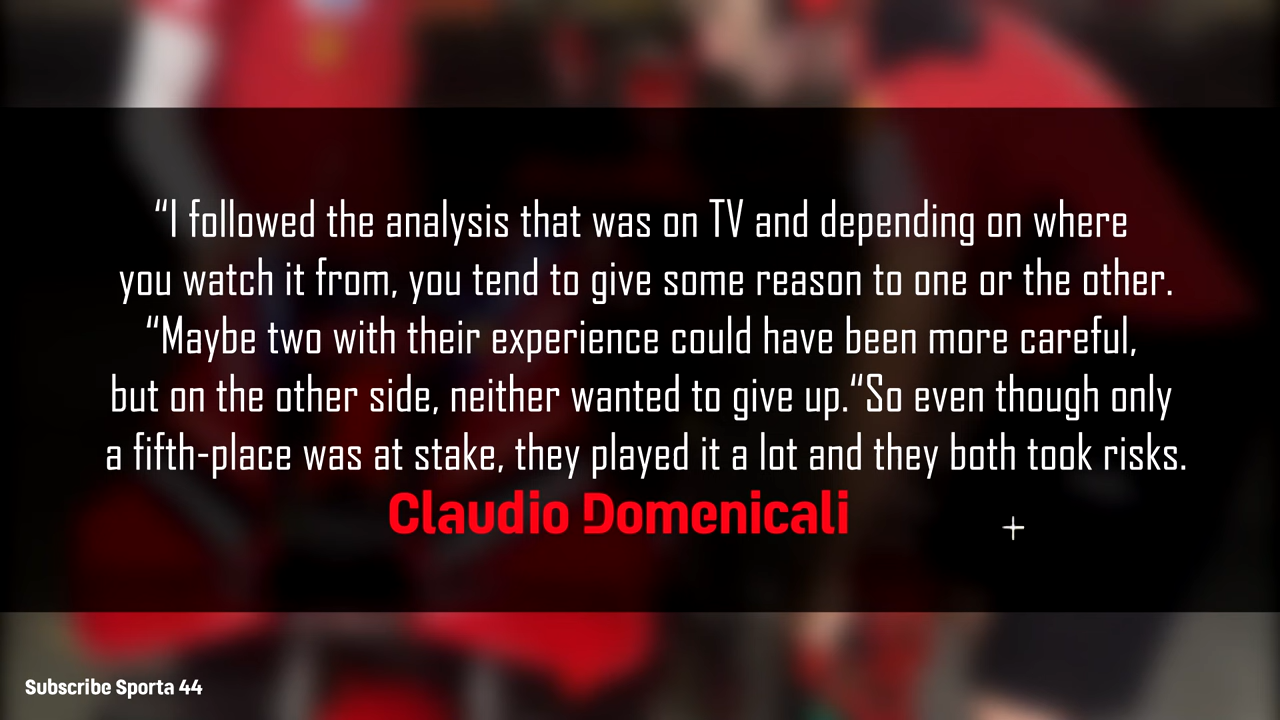 “I followed the analysis that was on TV and depending on where
you watch it from, you tend to give some reason to one or the other.
“Maybe two with their experience could have been more careful,
but on the other side, neither wanted to give up.“So even though only
a fifth-place was at stake, they played it a lot and they both took risks.
Claudio Domenicali
Subscribe Sporta 44